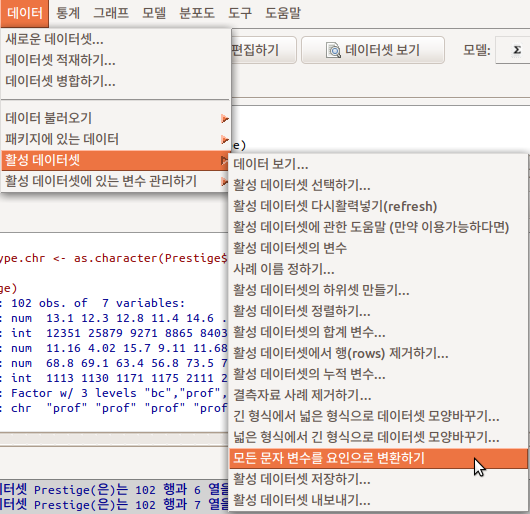 데이터 통계 그래프 모델 분포도 도구 도움말
새로운 데이터셋...
데이터셋 적재하기...
데이터셋 병합하기...
데이터 불러오기
패키지에 있는 데이터
활성 데이터셋
활성 데이터셋에 있는 변수 관리하기
편집하기 데이터셋 보기 모델: Σ
e)
데이터 보기...
활성 데이터셋 선택하기...
활성 데이터셋 다시활력넣기(refresh)
활성 데이터셋에 관한 도움말 (만약 이용가능하다면)
활성 데이터셋의 변수
사례 이름 정하기...
활성 데이터셋의 하위셋 만들기...
활성 데이터셋 정렬하기...
활성 데이터셋의 합계 변수...
활성 데이터셋에서 행(rows) 제거하기...
활성 데이터셋의 누적 변수...
결측자료 사례 제거하기...
긴 형식에서 넓은 형식으로 데이터셋 모양바꾸기...
넓은 형식에서 긴 형식으로 데이터셋 모양바꾸기...
모든 문자 변수를 요인으로 변환하기
활성 데이터셋 저장하기...
활성 데이터셋 내보내기...
ype.chr <- as.character(Prestige$
ge)
: 102 obs. of  7 variables:
: num  13.1 12.3 12.8 11.4 14.6 .
: int  12351 25879 9271 8865 8403
: num  11.16 4.02 15.7 9.11 11.68
: num  68.8 69.1 63.4 56.8 73.5 7
: int  1113 1130 1171 1175 2111 2
: Factor w/ 3 levels "bc","prof",
: chr  "prof" "prof" "prof" "prof
터셋 Prestige(은)는 102 행과 6 열을
터셋 Prestige(은)는 102 행과 7 열을